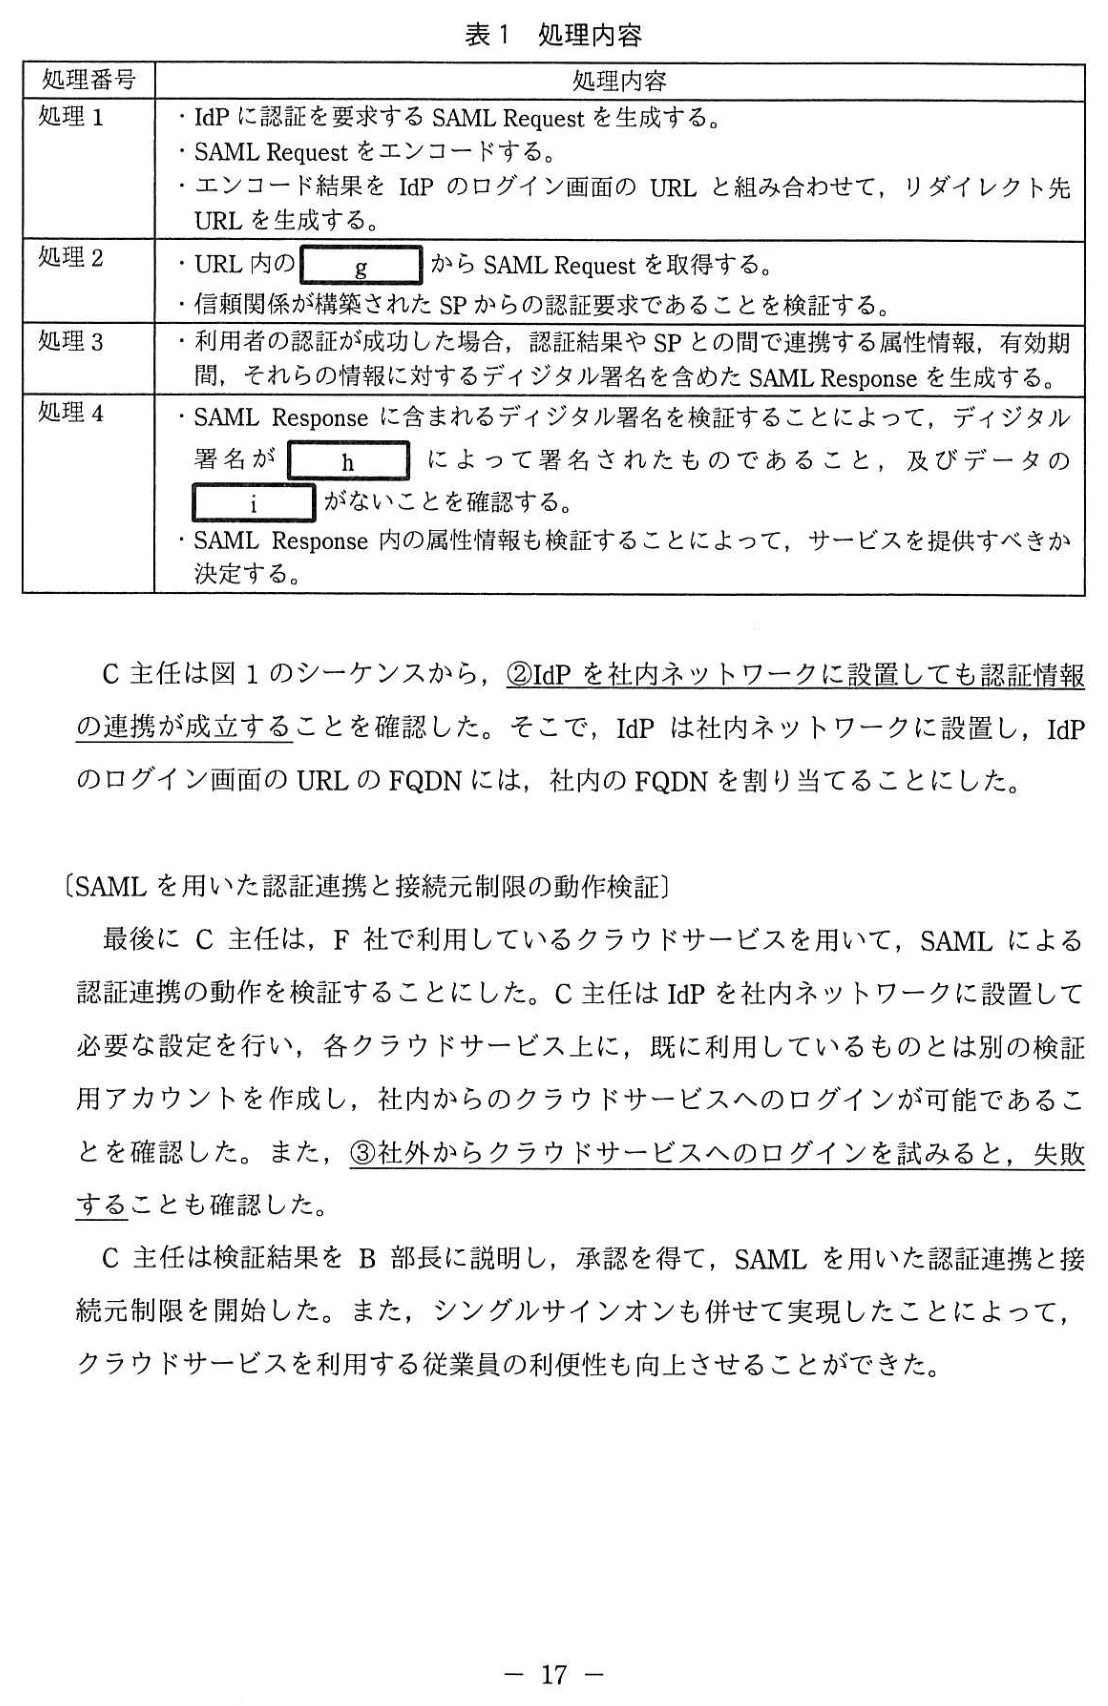 表1　処理内容
処理番号　処理内容
処理1　・IdP に認証を要求する SAML Request を生成する。
・SAML Request をエンコードする。
・エンコード結果を IdP のログイン画面の URL と組み合わせて，リダイレクト先
URL を生成する。
処理2　・URL 内の g から SAML Request を取得する。
・信頼関係が構築された SP からの認証要求であることを検証する。
処理3　・利用者の認証が成功した場合，認証結果や SP との間で連携する属性情報，有効期
間，それらの情報に対するディジタル署名を含めた SAML Response を生成する。
処理4　・SAML Response に含まれるディジタル署名を検証することによって，ディジタル
署名が h によって署名されたものであること，及びデータの
i がないことを確認する。
・SAML Response 内の属性情報も検証することによって，サービスを提供すべきか
決定する。
C 主任は図 1 のシーケンスから，②IdP を社内ネットワークに設置しても認証情報
の連携が成立することを確認した。そこで，IdP は社内ネットワークに設置し，IdP
のログイン画面の URL の FQDN には，社内の FQDN を割り当てることにした。
〔SAML を用いた認証連携と接続元制限の動作検証〕
最後に C 主任は，F 社で利用しているクラウドサービスを用いて，SAML による
認証連携の動作を検証することにした。C 主任は IdP を社内ネットワークに設置して
必要な設定を行い，各クラウドサービス上に，既に利用しているものとは別の検証
用アカウントを作成し，社内からのクラウドサービスへのログインが可能であるこ
とを確認した。また，③社外からクラウドサービスへのログインを試みると，失敗
することも確認した。
C 主任は検証結果を B 部長に説明し，承認を得て，SAML を用いた認証連携と接
続元制限を開始した。また，シングルサインオンも併せて実現したことによって，
クラウドサービスを利用する従業員の利便性も向上させることができた。
－ 17 －